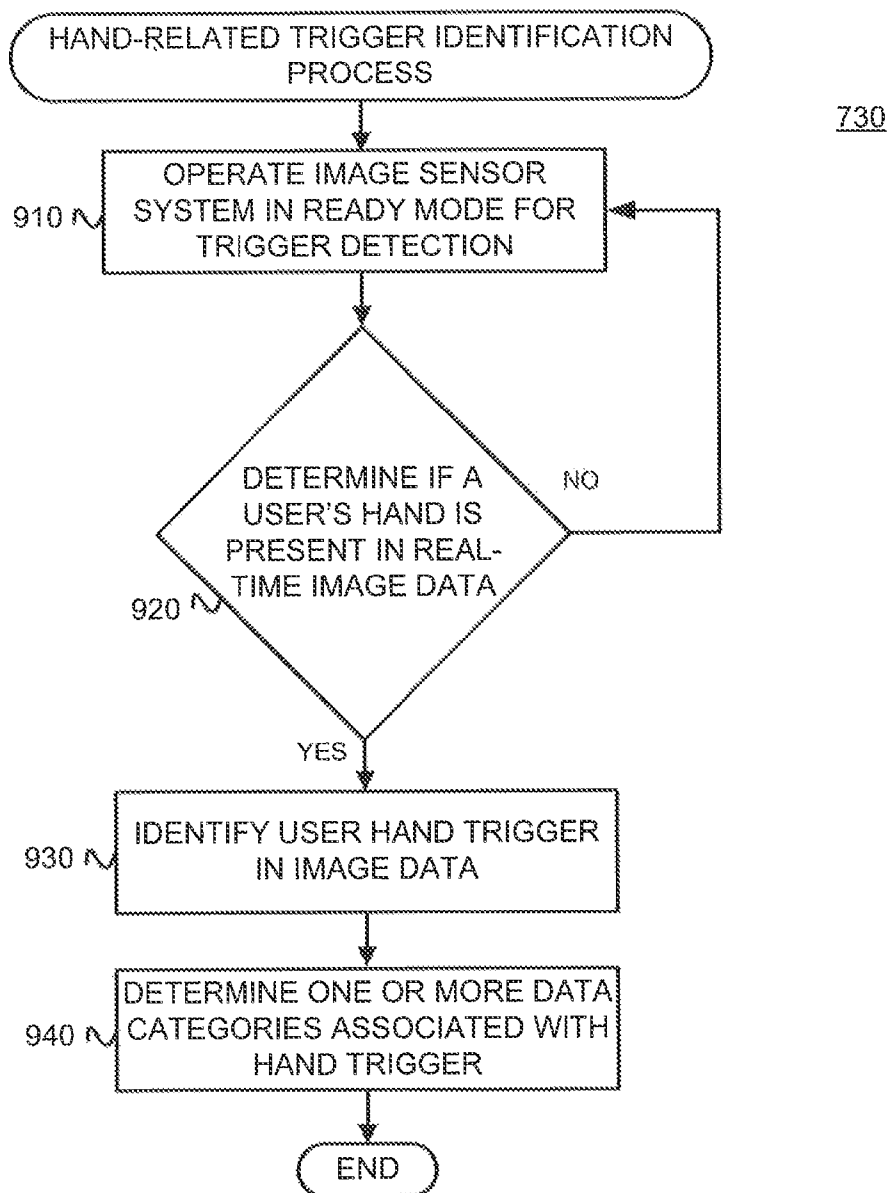 HAND-RELATED TRIGGER IDENTIFICATION
PROCESS
730
OPERATE IMAGE SENSOR
SYSTEM IN READY MODE FOR
TRIGGER DETECTION
910
DETERMINE IF A
USER'S HAND IS
PRESENT IN REAL-
TIME IMAGE DATA
NO
920
YES
IDENTIFY USER HAND TRIGGER
IN IMAGE DATA
930
DETERMINE ONE OR MORE DATA
CATEGORIES ASSOCIATED WITH
HAND TRIGGER
940
END